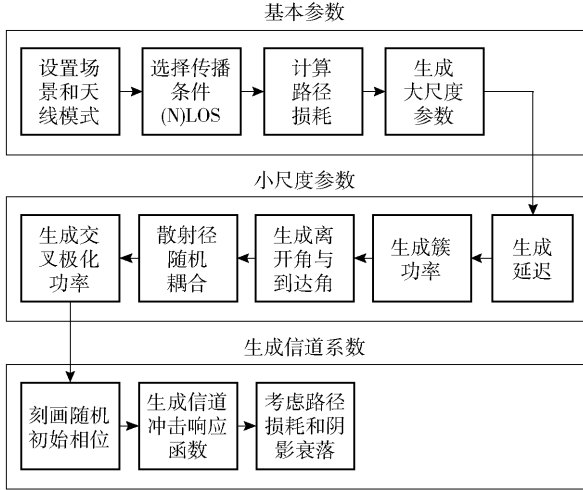 基本参数
设置场
景和天
线模式
选择传播
条件
(N)LOS
计算
路径
损耗
生成
大尺度
参数
小尺度参数
生成交
叉极化
功率
散射径
随机
耦合
生成离
开角与
到达角
生成簇
功率
生成
延迟
生成信道系数
刻画随机
初始相位
生成信道
冲击响应
函数
考虑路径
损耗和阴
影衰落